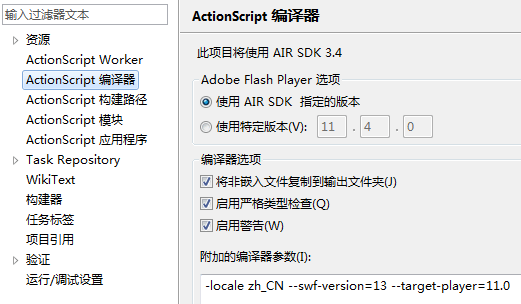 输入过滤器文本
资源
ActionScript Worker
ActionScript 编译器
ActionScript 构建路径
ActionScript 模块
ActionScript 应用程序
Task Repository
WikiText
构建器
任务标签
项目引用
验证
运行/调试设置
ActionScript 编译器
此项目将使用 AIR SDK 3.4
Adobe Flash Player 选项
使用 AIR SDK 指定的版本
使用特定版本(V): 11 . 4 . 0
编译器选项
将非嵌入文件复制到输出文件夹(J)
启用严格类型检查(Q)
启用警告(W)
附加的编译器参数(I):
-locale zh_CN --swf-version=13 --target-player=11.0